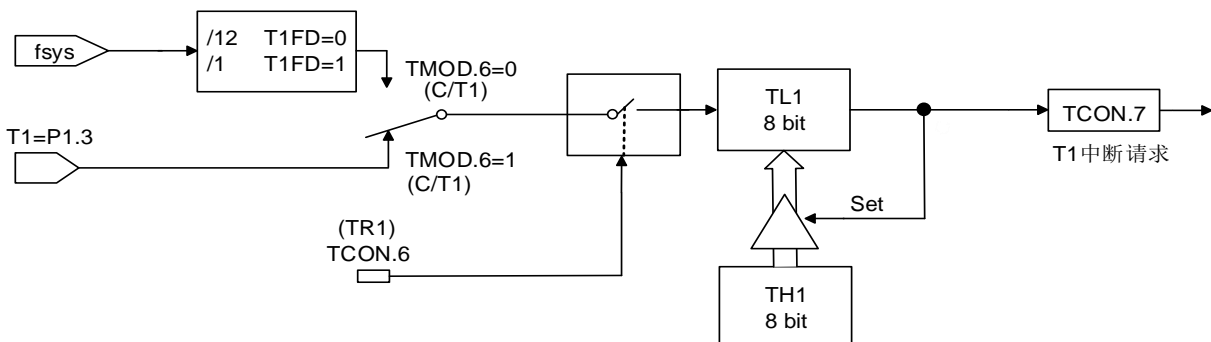 fsys
/12 T1FD=0
/1 T1FD=1
TMOD.6=0
(C/T1)
T1=P1.3
TMOD.6=1
(C/T1)
(TR1)
TCON.6
TL1
8 bit
Set
TH1
8 bit
TCON.7
T1中断请求